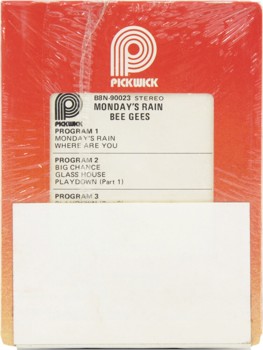 PICKWICK
8BN-90023 STEREO
MONDAY'S RAIN
BEE GEES
PICKWICK
PROGRAM 1
MONDAY'S RAIN
WHERE ARE YOU
PROGRAM 2
BIG CHANCE
GLASS HOUSE
PLAYDOWN (Part 1)
PROGRAM 3